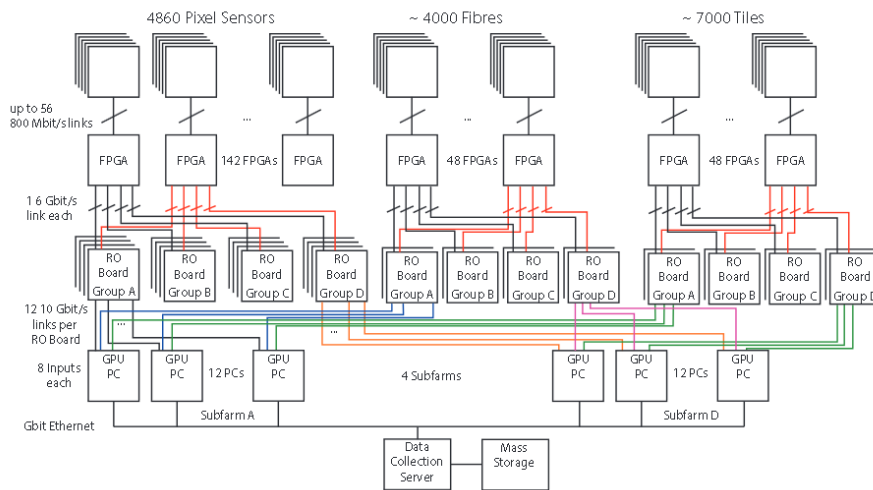 4860 Pixel Sensors
~ 4000 Fibres
~ 7000 Tiles
up to 56
800 Mbit/s links
...
...
...
FPGA
FPGA
142 FPGAs
FPGA
FPGA
48 FPGAs
FPGA
FPGA
48 FPGAs
FPGA
1 6 Gbit/s
link each
RO
Board
Group A
RO
Board
Group B
RO
Board
Group C
RO
Board
Group D
RO
Board
Group A
RO
Board
Group B
RO
Board
Group C
RO
Board
Group D
RO
Board
Group A
RO
Board
Group B
RO
Board
Group C
RO
Board
Group D
12 10 Gbit/s
links per
RO Board
...
...
8 Inputs
each
GPU
PC
GPU
PC
12 PCs
GPU
PC
4 Subfarms
GPU
PC
GPU
PC
12PCs
GPU
PC
Subfarm A
Subfarm D
Gbit Ethernet
Data
Collection
Server
Mass
Storage